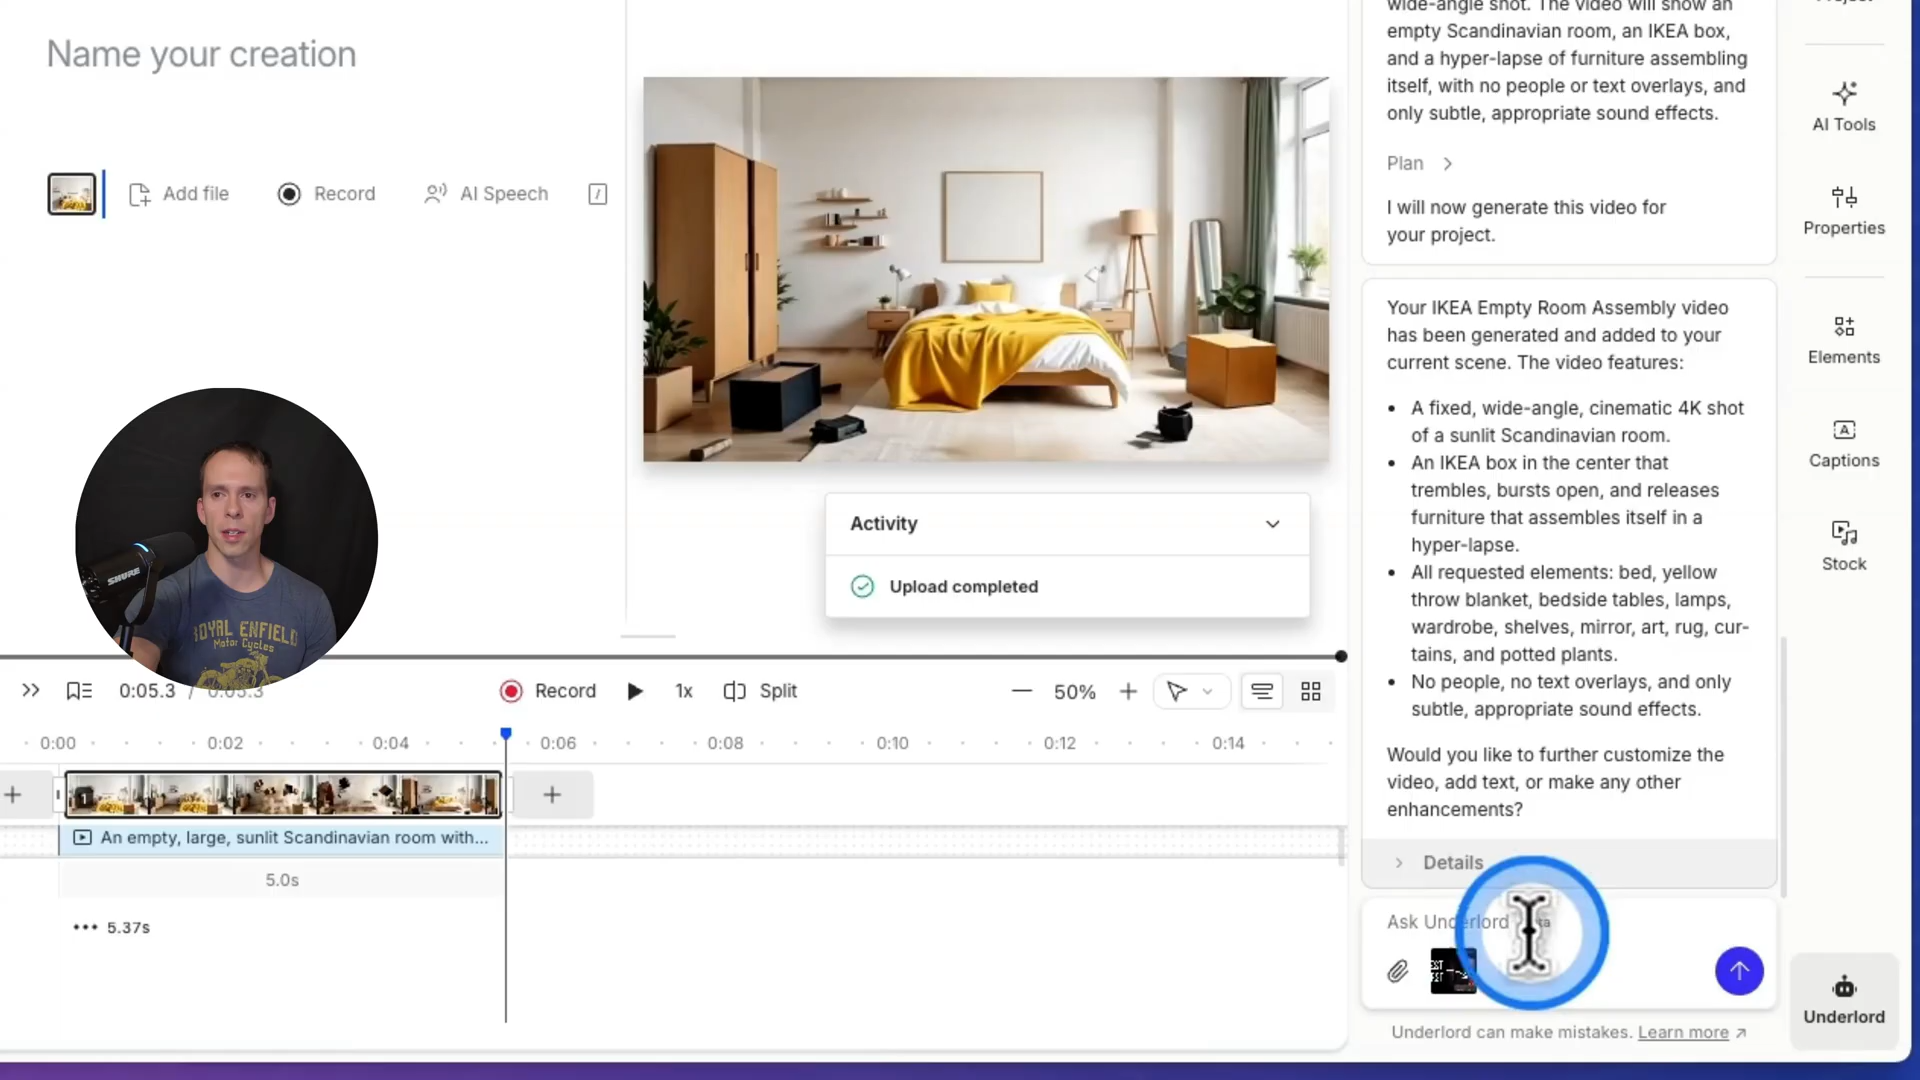 Name your creation
Add file
Record
AI Speech
wide-angle shot. The video will show an
empty Scandinavian room, an IKEA box,
and a hyper-lapse of furniture assembling
itself, with no people or text overlays, and
only subtle, appropriate sound effects.
Plan
I will now generate this video for
your project.
Your IKEA Empty Room Assembly video
has been generated and added to your
current scene. The video features:
• A fixed, wide-angle, cinematic 4K shot
of a sunlit Scandinavian room.
• An IKEA box in the center that
trembles, bursts open, and releases
furniture that assembles itself in a
hyper-lapse.
• All requested elements: bed, yellow
throw blanket, bedside tables, lamps,
wardrobe, shelves, mirror, art, rug, cur-
tains, and potted plants.
• No people, no text overlays, and only
subtle, appropriate sound effects.
Would you like to further customize the
video, add text, or make any other
enhancements?
Details
Ask Underlord
Underlord can make mistakes. Learn more ↗
AI Tools
Properties
Elements
Captions
Stock
Underlord
Activity
Upload completed
SHURE
ROYAL ENFIELD
Motor Cycles
0:05.3 / 0:05.3
Record
1x
Split
50%
0:00 0:02 0:04 0:06 0:08 0:10 0:12 0:14
1
An empty, large, sunlit Scandinavian room with...
5.0s
••• 5.37s